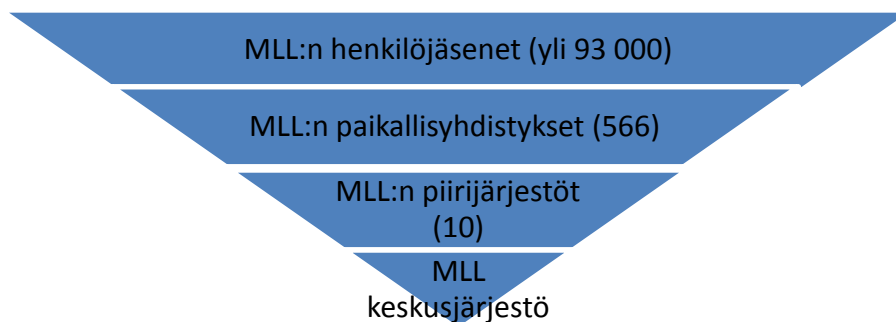 MLL:n henkilöjäsenet (yli 93 000)
MLL:n paikallisyhdistykset (566)
MLL:n piirijärjestöt
(10)
MLL
keskusjärjestö